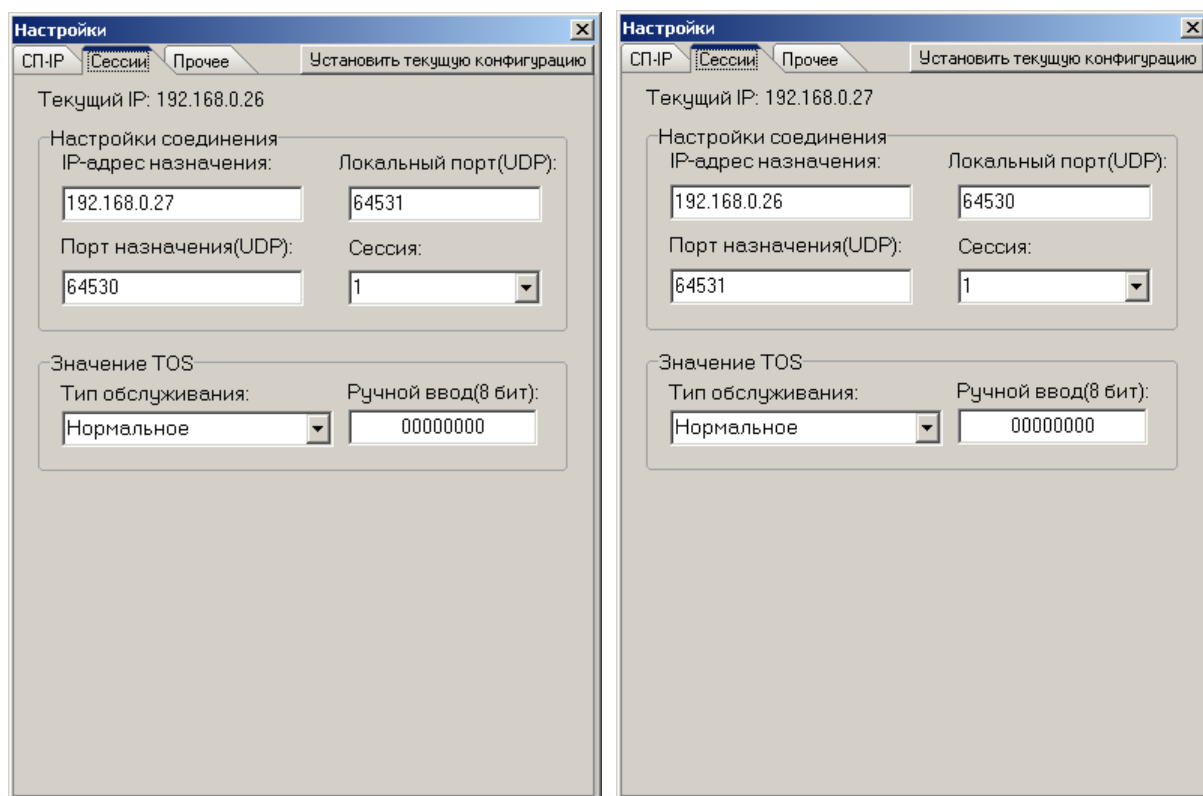 Настройки
СП-IP Сессии Прочее Установить текущую конфигурацию
Текущий IP: 192.168.0.26
Настройки соединения
IP-адрес назначения: Локальный порт(UDP):
192.168.0.27 64531
Порт назначения(UDP): Сессия:
64530 1
Значение TOS
Тип обслуживания: Ручной ввод(8 бит):
Нормальное 00000000
Настройки
СП-IP Сессии Прочее Установить текущую конфигурацию
Текущий IP: 192.168.0.27
Настройки соединения
IP-адрес назначения: Локальный порт(UDP):
192.168.0.26 64530
Порт назначения(UDP): Сессия:
64531 1
Значение TOS
Тип обслуживания: Ручной ввод(8 бит):
Нормальное 00000000